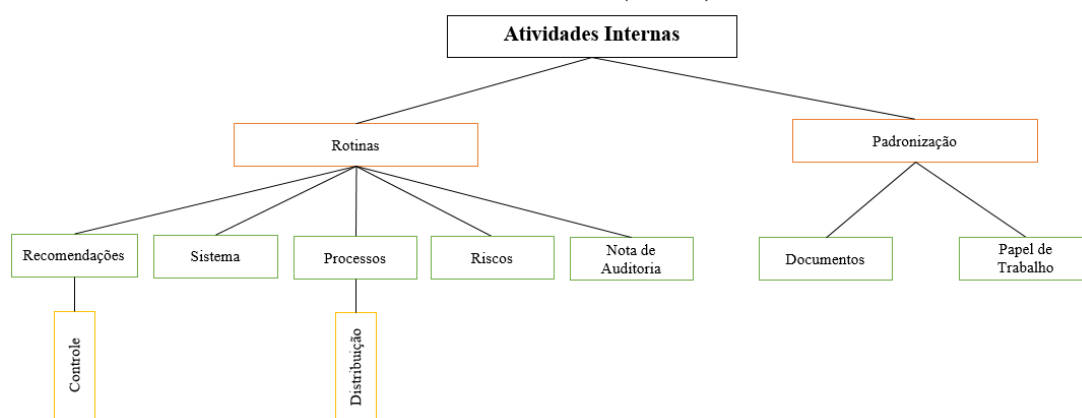 Atividades Internas
Rotinas
Padronização
Recomendações
Sistema
Processos
Riscos
Nota de
Auditoria
Documentos
Papel de
Trabalho
Controle
Distribuição